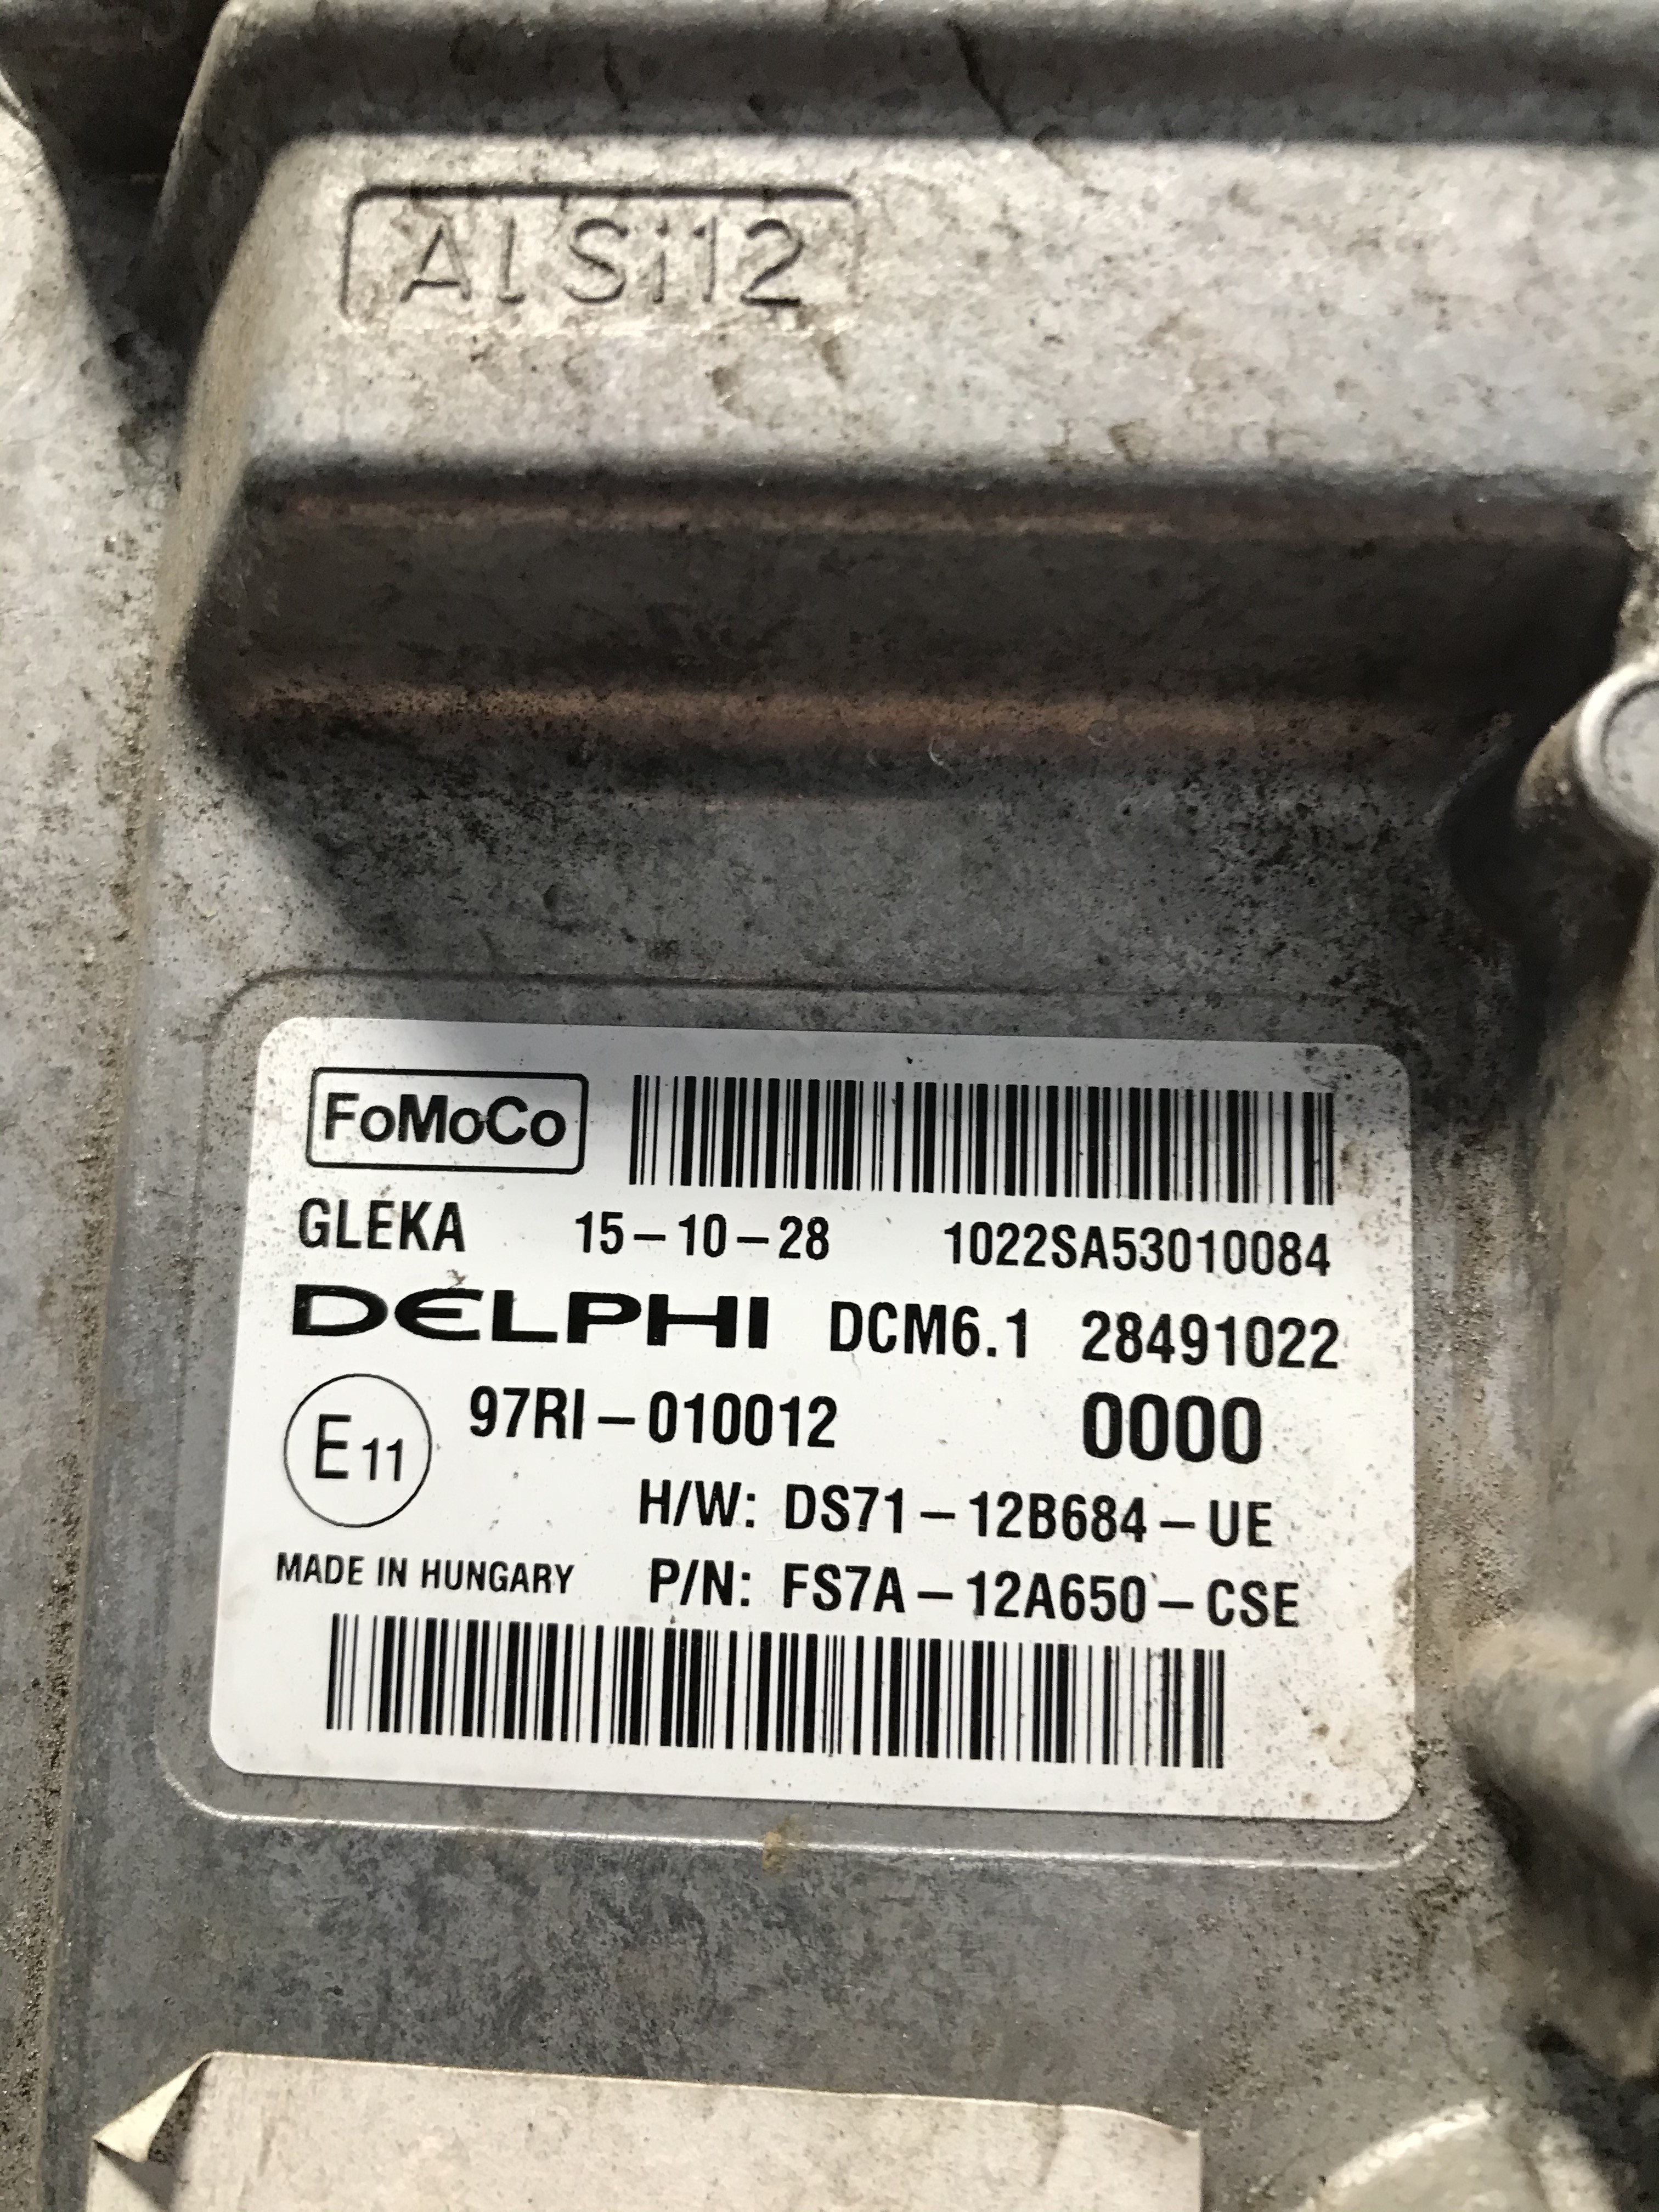 AlSi12
FoMoCo
GLEKA 15-10-28 1022SA53010084
DELPHI DCM6.1 28491022
E11 97RI-010012 0000
H/W: DS71-12B684-UE
MADE IN HUNGARY P/N: FS7A-12A650-CSE